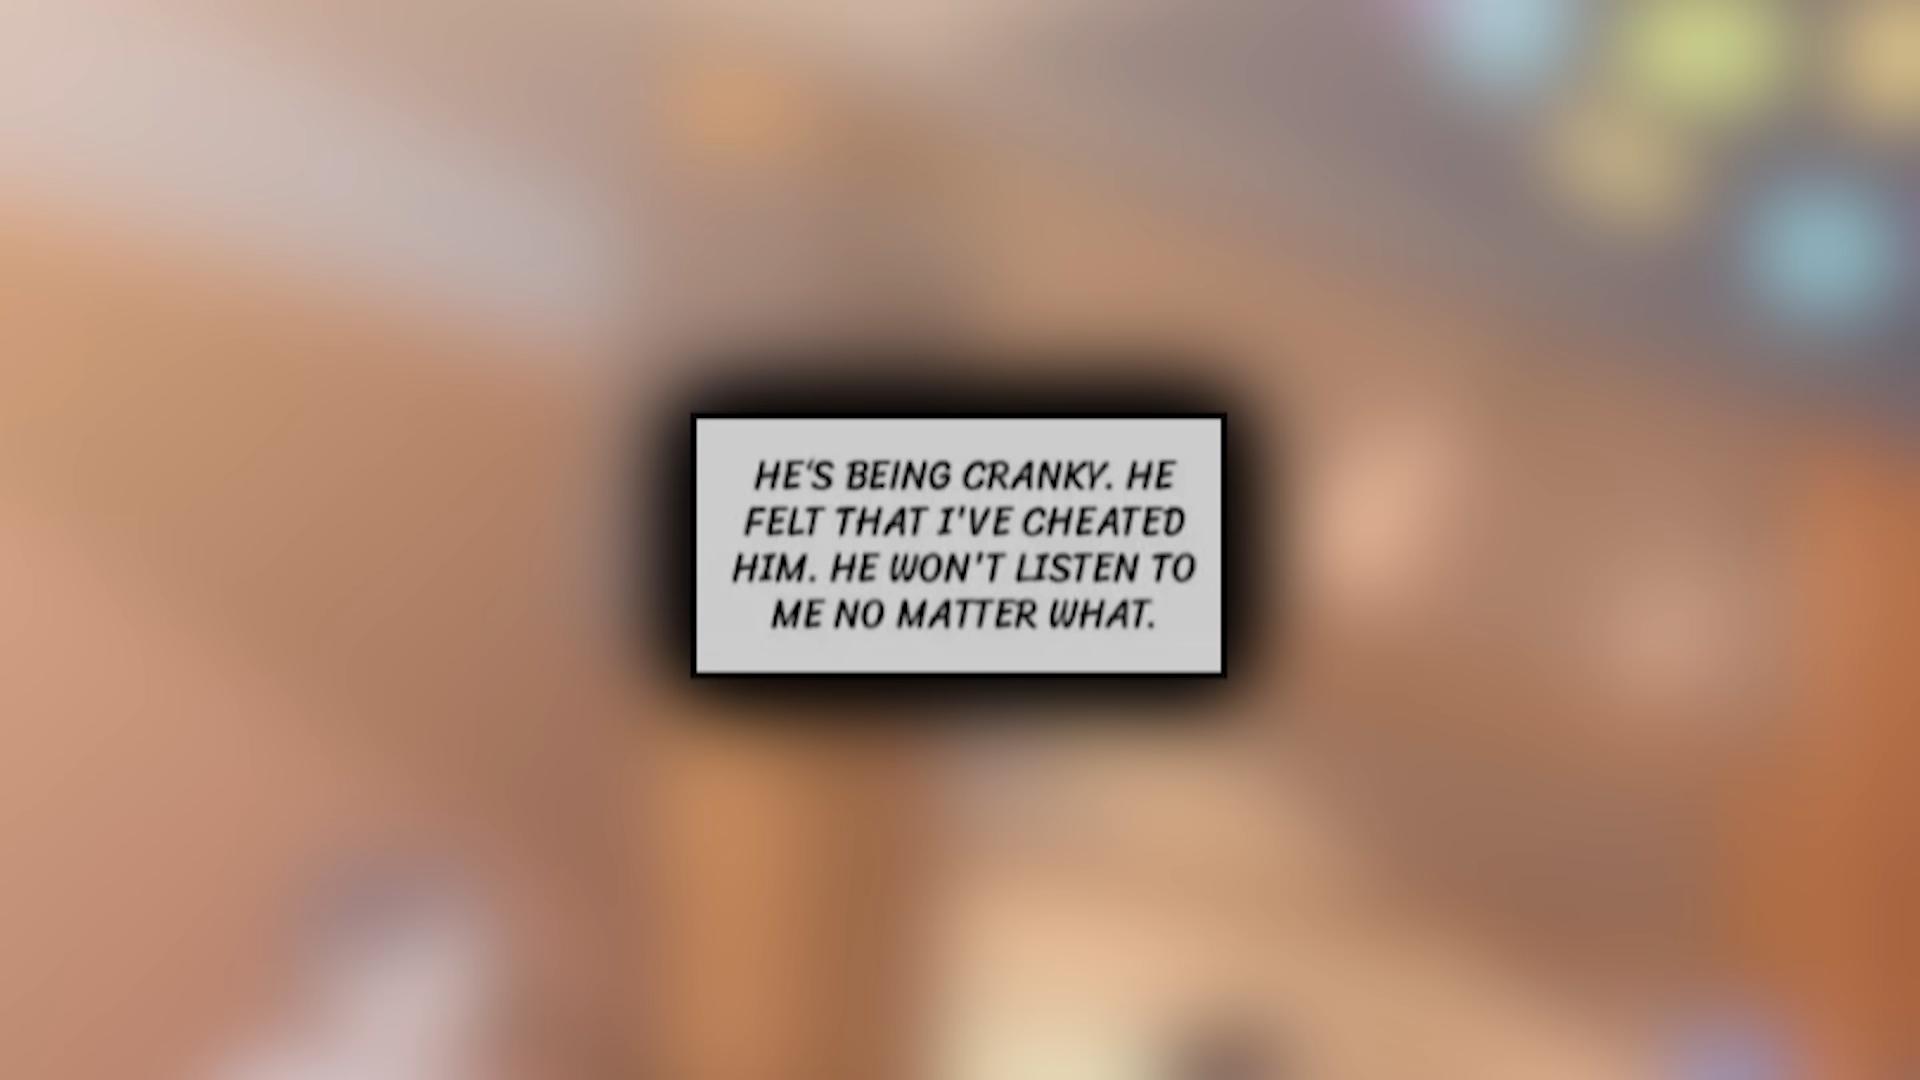 HE'S BEING CRANKY. HE
FELT THAT I'VE CHEATED
HIM. HE WON'T LISTEN TO
ME NO MATTER WHAT.